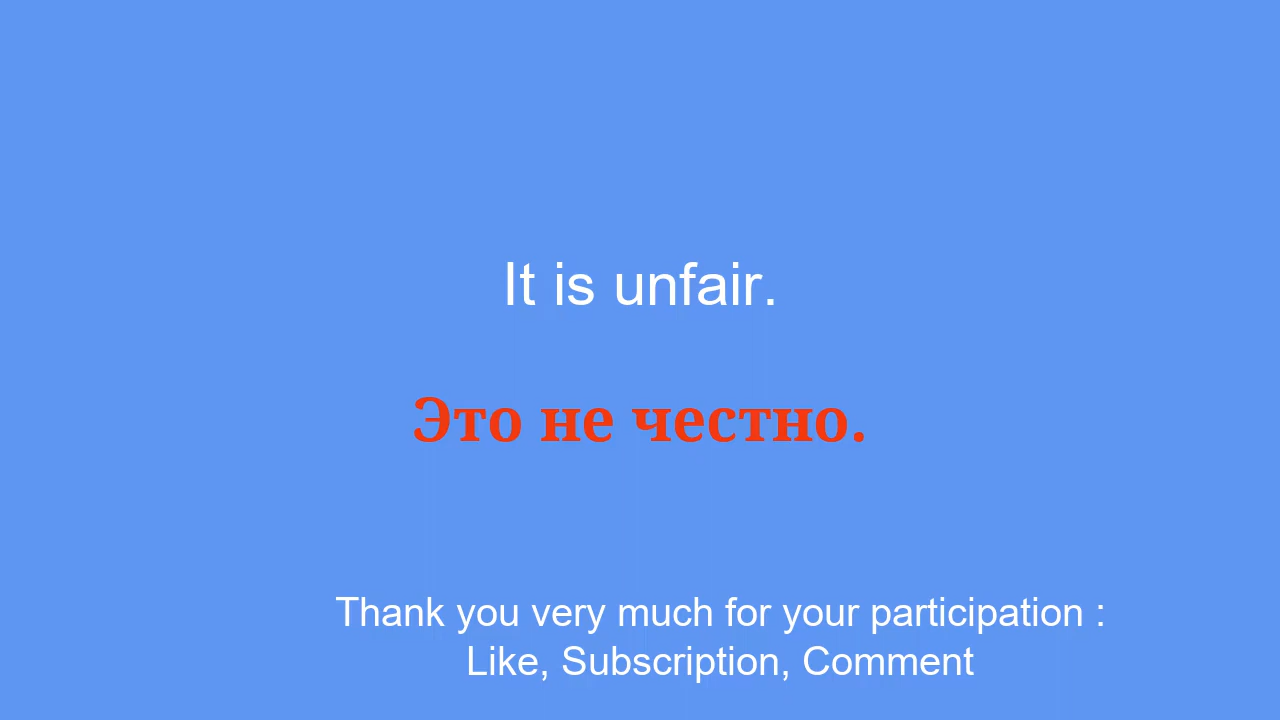 It is unfair.
Это не честно.
Thank you very much for your participation :
Like, Subscription, Comment